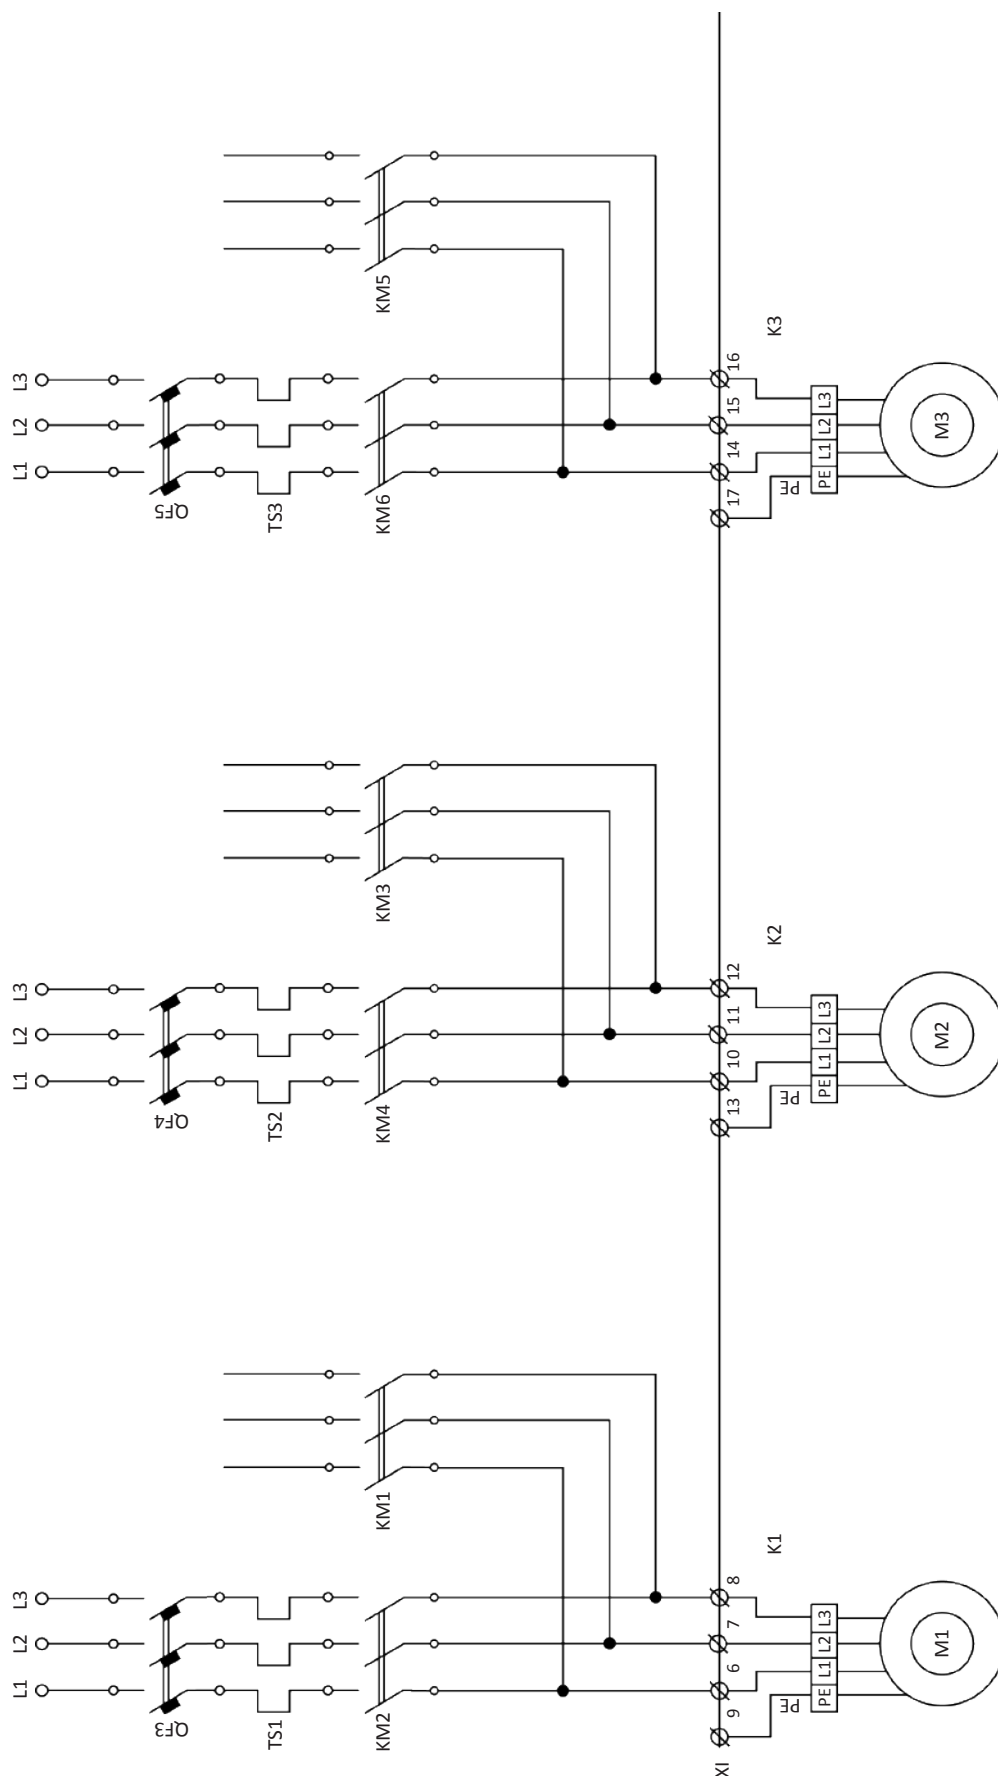 L1 L2 L3
QF3
TS1
KM2
KM1
XI
9 6 7 8
K1
PE
PE L1 L2 L3
M1
L1 L2 L3
QF4
TS2
KM4
KM3
13 10 11 12
K2
PE
PE L1 L2 L3
M2
L1 L2 L3
QF5
TS3
KM6
KM5
17 14 15 16
K3
PE
PE L1 L2 L3
M3